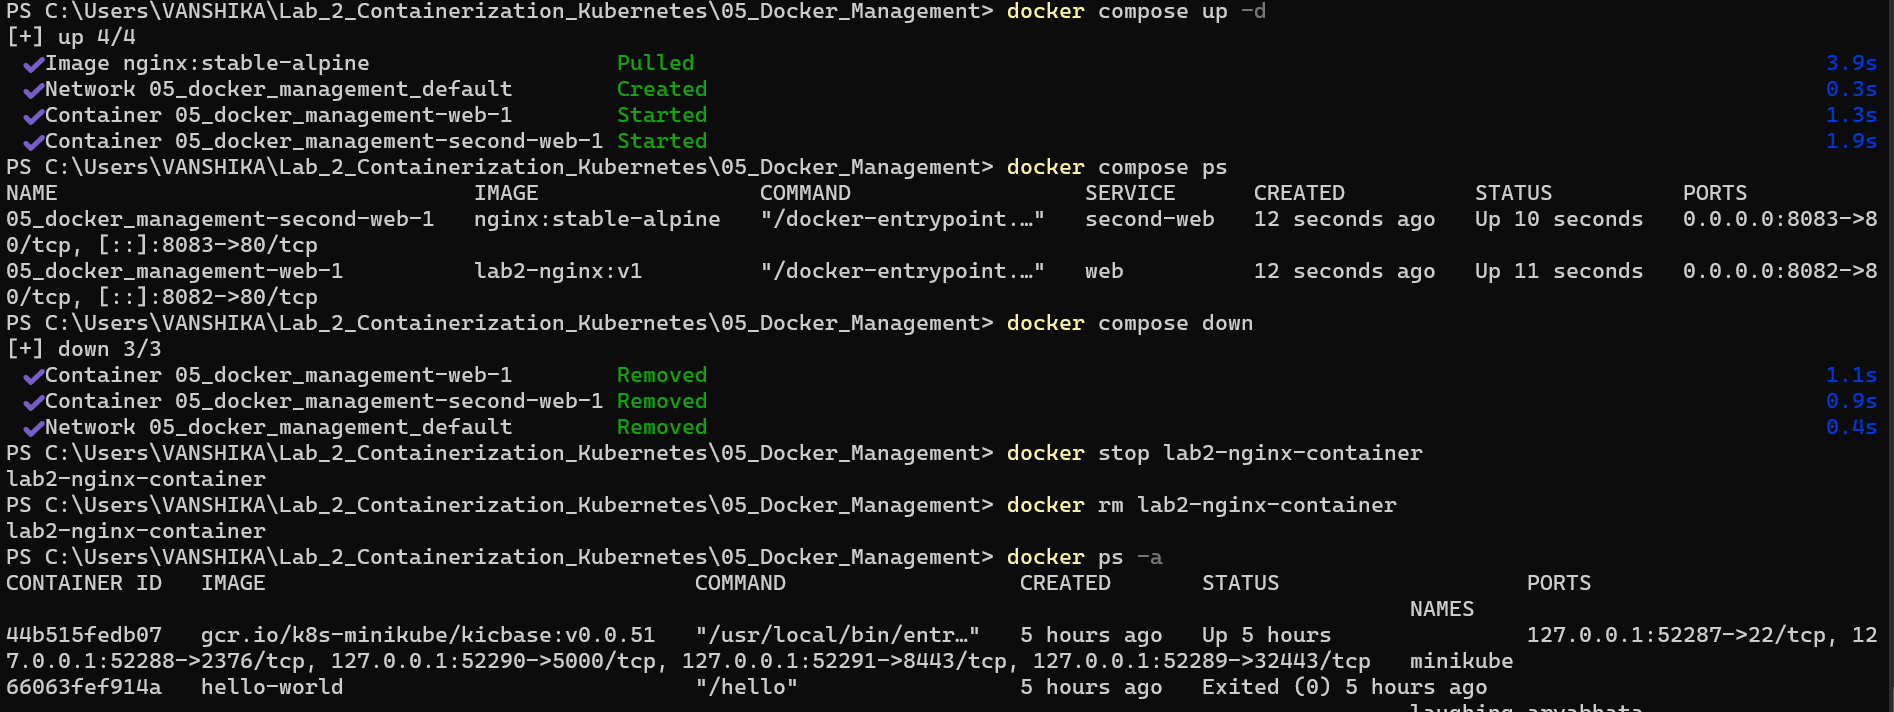 PS C:\Users\VANSHIKA\Lab_2_Containerization_Kubernetes\05_Docker_Management> docker compose up -d
[+] up 4/4
✔Image nginx:stable-alpine Pulled 3.9s
✔Network 05_docker_management_default Created 0.3s
✔Container 05_docker_management-web-1 Started 1.3s
✔Container 05_docker_management-second-web-1 Started 1.9s
PS C:\Users\VANSHIKA\Lab_2_Containerization_Kubernetes\05_Docker_Management> docker compose ps
NAME IMAGE COMMAND SERVICE CREATED STATUS PORTS
05_docker_management-second-web-1 nginx:stable-alpine "/docker-entrypoint.…" second-web 12 seconds ago Up 10 seconds 0.0.0.0:8083->8
0/tcp, [::]:8083->80/tcp
05_docker_management-web-1 lab2-nginx:v1 "/docker-entrypoint.…" web 12 seconds ago Up 11 seconds 0.0.0.0:8082->8
0/tcp, [::]:8082->80/tcp
PS C:\Users\VANSHIKA\Lab_2_Containerization_Kubernetes\05_Docker_Management> docker compose down
[+] down 3/3
✔Container 05_docker_management-web-1 Removed 1.1s
✔Container 05_docker_management-second-web-1 Removed 0.9s
✔Network 05_docker_management_default Removed 0.4s
PS C:\Users\VANSHIKA\Lab_2_Containerization_Kubernetes\05_Docker_Management> docker stop lab2-nginx-container
lab2-nginx-container
PS C:\Users\VANSHIKA\Lab_2_Containerization_Kubernetes\05_Docker_Management> docker rm lab2-nginx-container
lab2-nginx-container
PS C:\Users\VANSHIKA\Lab_2_Containerization_Kubernetes\05_Docker_Management> docker ps -a
CONTAINER ID IMAGE COMMAND CREATED STATUS PORTS
NAMES
44b515fedb07 gcr.io/k8s-minikube/kicbase:v0.0.51 "/usr/local/bin/entr…" 5 hours ago Up 5 hours 127.0.0.1:52287->22/tcp, 12
7.0.0.1:52288->2376/tcp, 127.0.0.1:52290->5000/tcp, 127.0.0.1:52291->8443/tcp, 127.0.0.1:52289->32443/tcp minikube
66063fef914a hello-world "/hello" 5 hours ago Exited (0) 5 hours ago